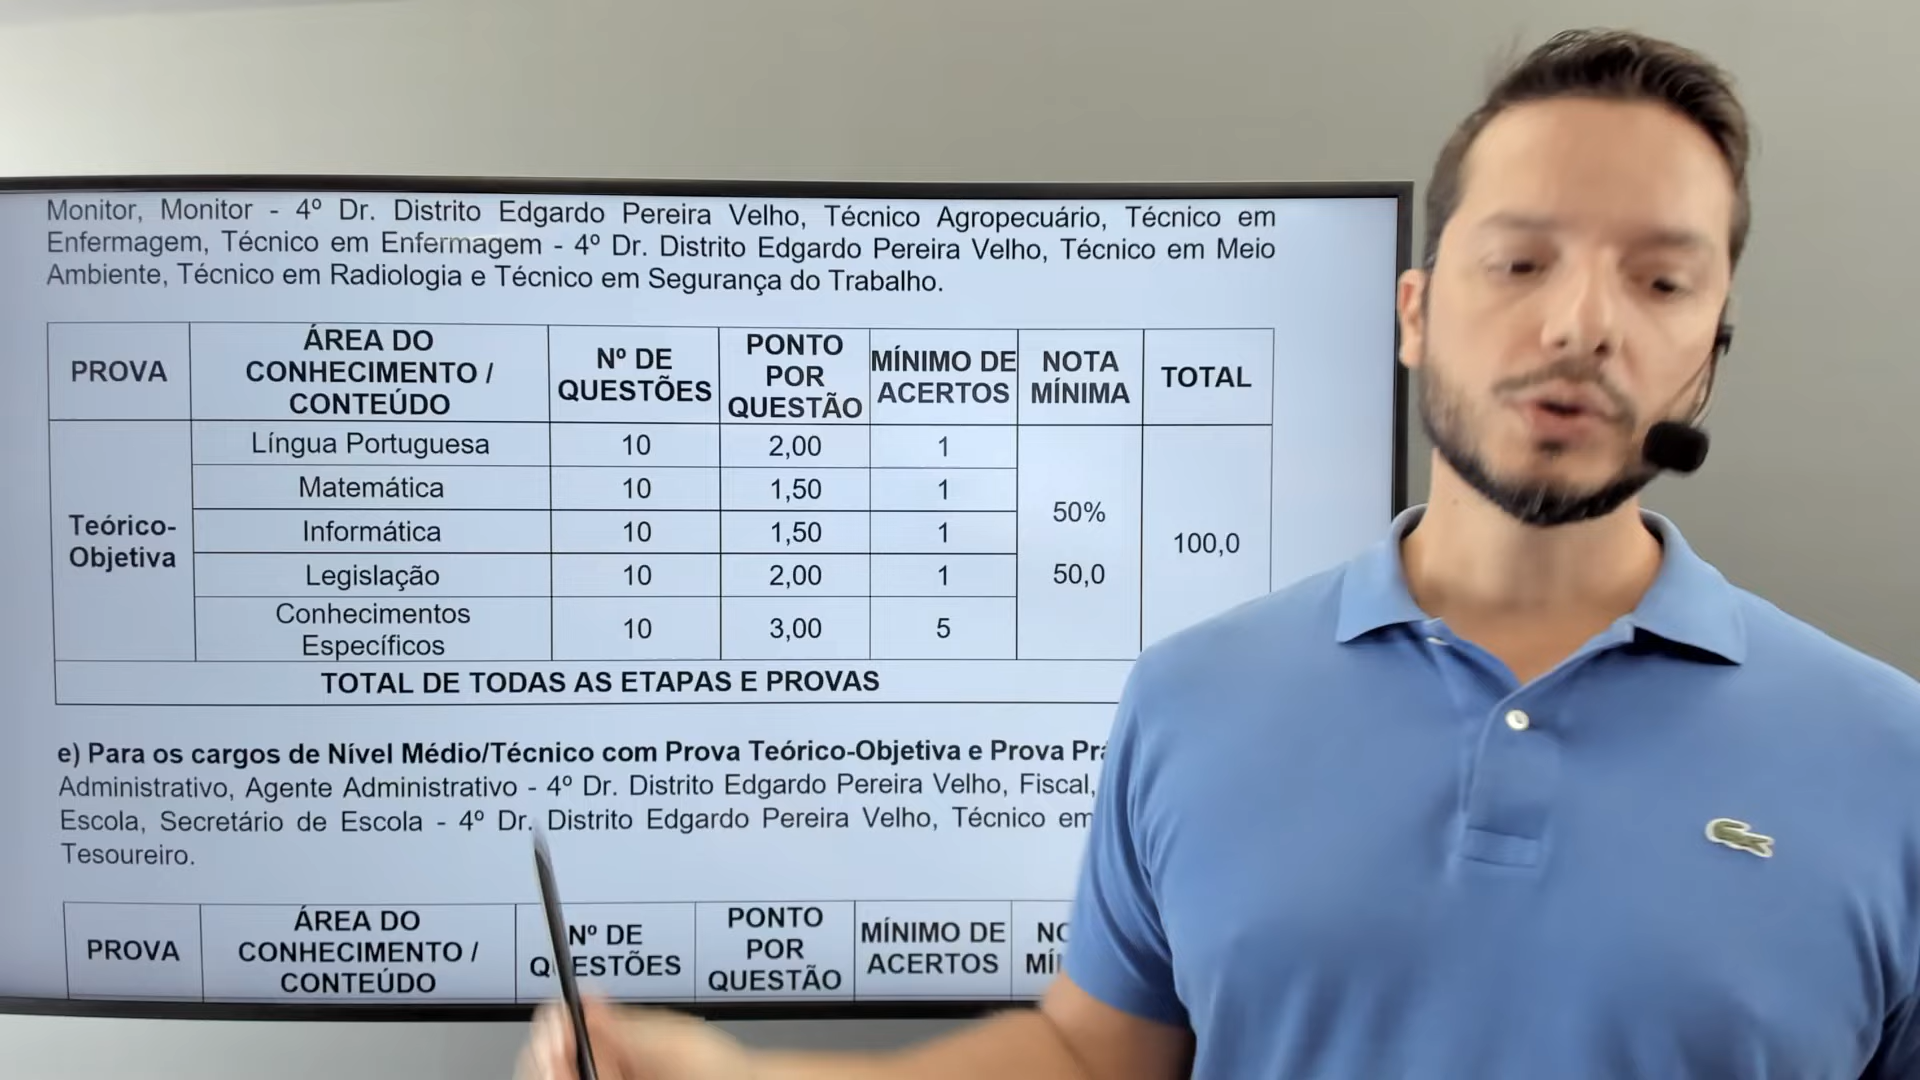 Monitor, Monitor - 4º Dr. Distrito Edgardo Pereira Velho, Técnico Agropecuário, Técnico em
Enfermagem, Técnico em Enfermagem - 4º Dr. Distrito Edgardo Pereira Velho, Técnico em Meio
Ambiente, Técnico em Radiologia e Técnico em Segurança do Trabalho.
PROVA
ÁREA DO
CONHECIMENTO /
CONTEÚDO
Nº DE
QUESTÕES
PONTO
POR
QUESTÃO
MÍNIMO DE
ACERTOS
NOTA
MÍNIMA
TOTAL
Teórico-
Objetiva
Língua Portuguesa 10 2,00 1
Matemática 10 1,50 1
Informática 10 1,50 1
Legislação 10 2,00 1
Conhecimentos
Específicos 10 3,00 5
50%
50,0
100,0
TOTAL DE TODAS AS ETAPAS E PROVAS
e) Para os cargos de Nível Médio/Técnico com Prova Teórico-Objetiva e Prova
Administrativo, Agente Administrativo - 4º Dr. Distrito Edgardo Pereira Velho, Fiscal,
Escola, Secretário de Escola - 4º Dr. Distrito Edgardo Pereira Velho, Técnico em
Tesoureiro.
PROVA
ÁREA DO
CONHECIMENTO /
CONTEÚDO
Nº DE
QUESTÕES
PONTO
POR
QUESTÃO
MÍNIMO DE
ACERTOS